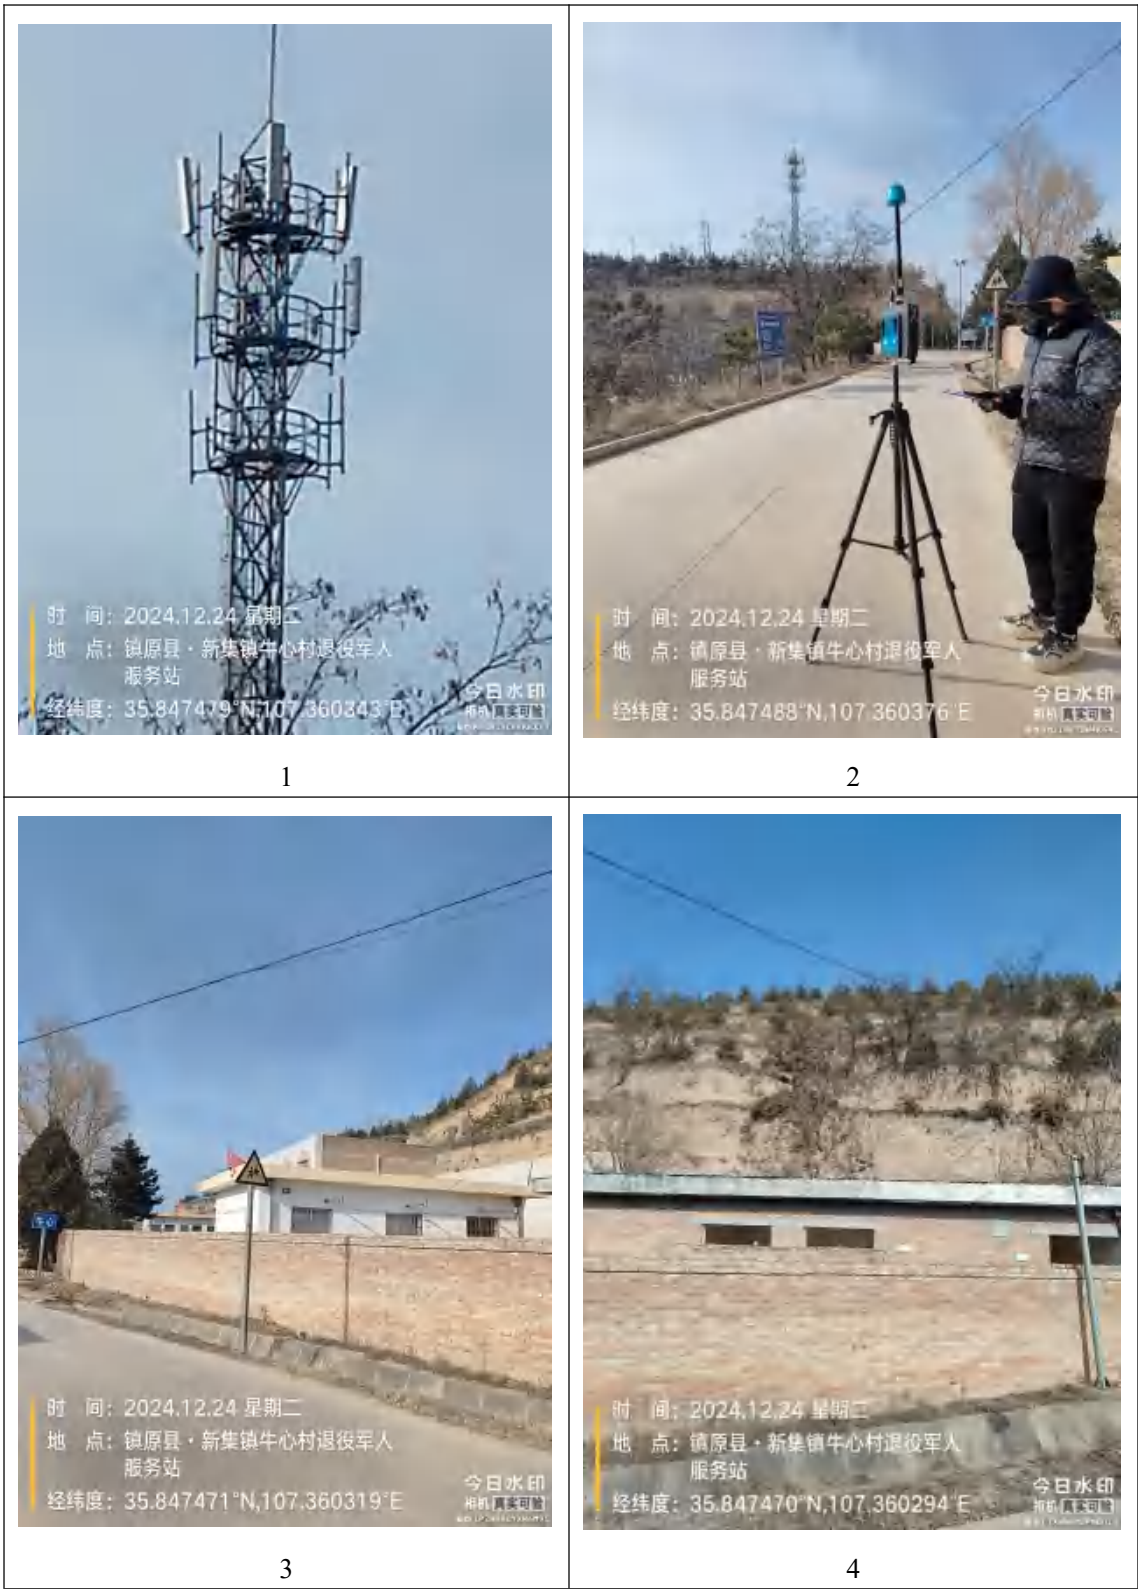 时 间：2024.12.24 星期二
地 点：镇原县·新集镇牛心村退役军人
服务站
经纬度：35.847479°N,107.360343°E
今日水印
相机 真实可验
1
时 间：2024.12.24 星期二
地 点：镇原县·新集镇牛心村退役军人
服务站
经纬度：35.847488°N,107.360376°E
今日水印
相机 真实可验
2
时 间：2024.12.24 星期二
地 点：镇原县·新集镇牛心村退役军人
服务站
经纬度：35.847471°N,107.360319°E
今日水印
相机 真实可验
3
时 间：2024.12.24 星期二
地 点：镇原县·新集镇牛心村退役军人
服务站
经纬度：35.847470°N,107.360294°E
今日水印
相机 真实可验
4